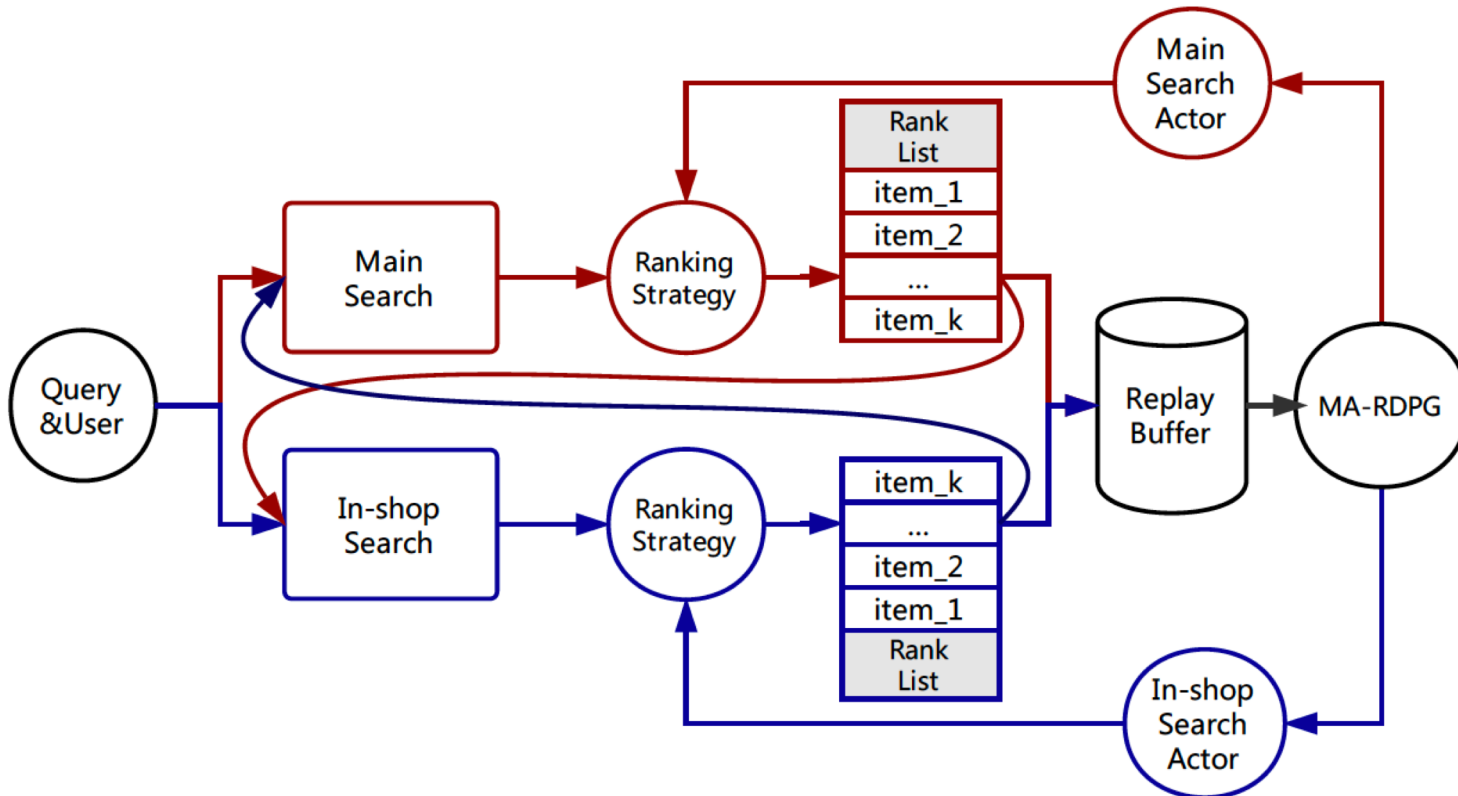 Main
Search
Actor
Rank
List
item_1
item_2
...
item_k
Main
Search
Ranking
Strategy
Query
&User
Replay
Buffer
MA-RDPG
In-shop
Search
Ranking
Strategy
item_k
...
item_2
item_1
Rank
List
In-shop
Search
Actor